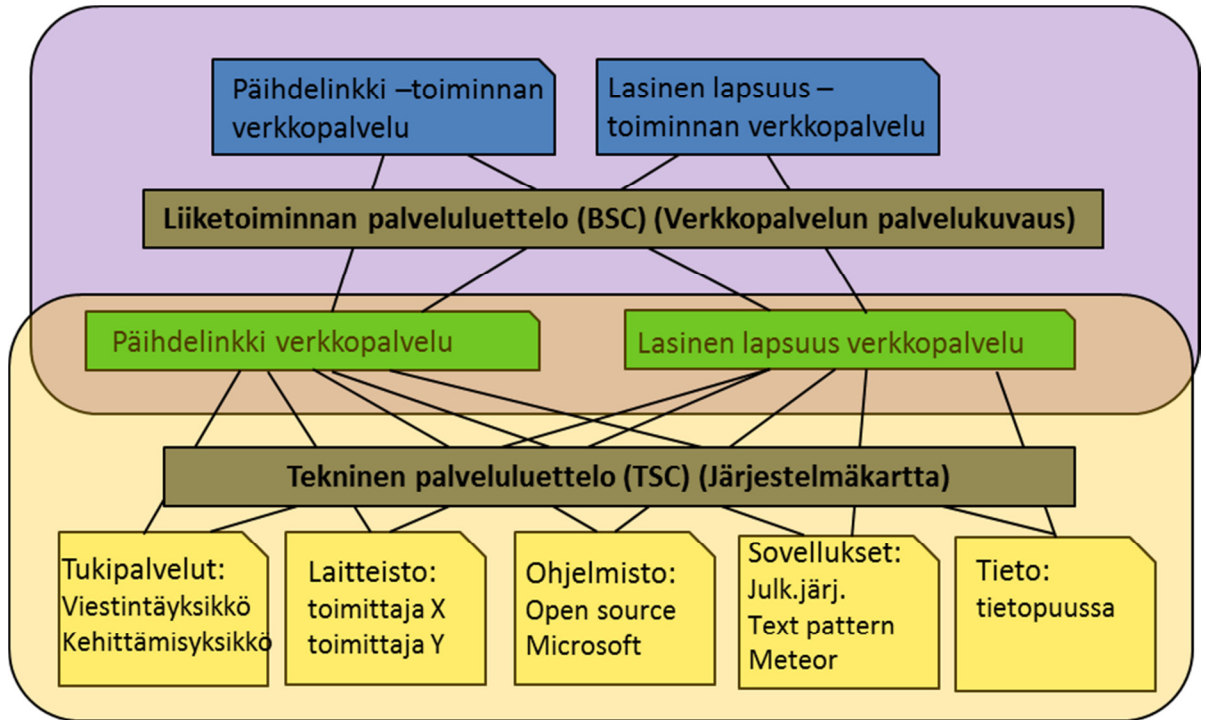 Päihdelinkki –toiminnan
verkkopalvelu
Lasinen lapsuus –
toiminnan verkkopalvelu
Liiketoiminnan palveluluettelo (BSC) (Verkkopalvelun palvelukuvaus)
Päihdelinkki verkkopalvelu
Lasinen lapsuus verkkopalvelu
Tekninen palveluluettelo (TSC) (Järjestelmäkartta)
Tukipalvelut:
Viestintäyksikkö
Kehittämisyksikkö
Laitteisto:
toimittaja X
toimittaja Y
Ohjelmisto:
Open source
Microsoft
Sovellukset:
Julk.järj.
Text pattern
Meteor
Tieto:
tietopuussa